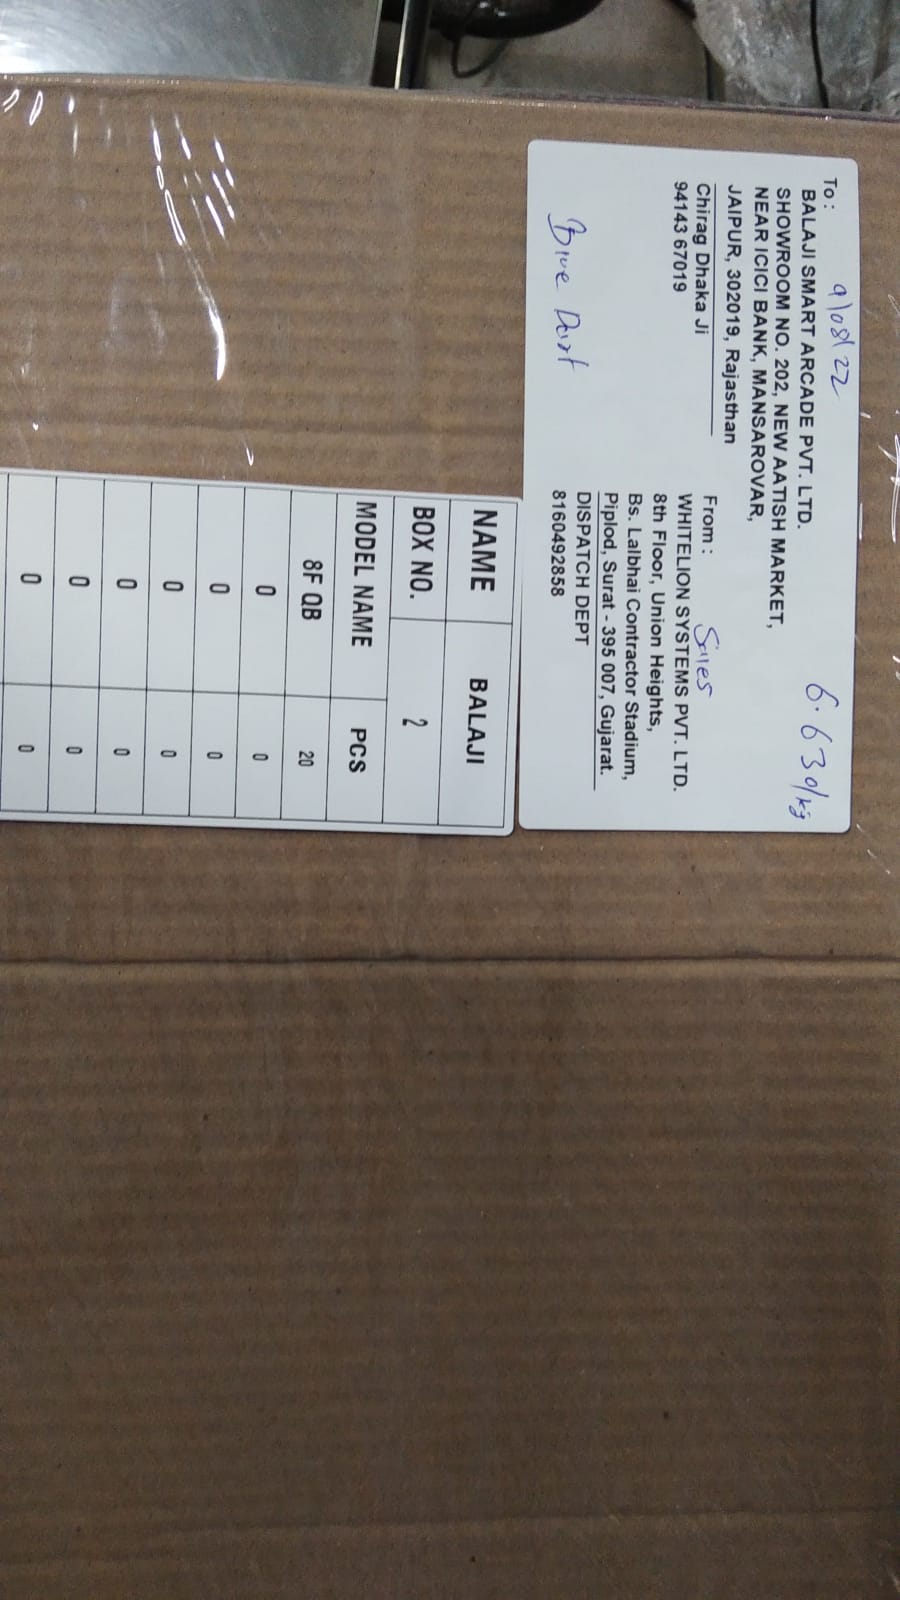 To: 9/08/22 6.630/kg
BALAJI SMART ARCADE PVT. LTD.
SHOWROOM NO. 202, NEW AATISH MARKET,
NEAR ICICI BANK, MANSAROVAR,
JAIPUR, 302019, Rajasthan
Chirag Dhaka Ji
94143 67019
Blue Dart
From: Sales
WHITELION SYSTEMS PVT. LTD.
8th Floor, Union Heights,
Bs. Lalbhai Contractor Stadium,
Piplod, Surat - 395 007, Gujarat.
DISPATCH DEPT
8160492858
NAME BALAJI
BOX NO. 2
MODEL NAME PCS
8F QB 20
0 0
0 0
0 0
0 0
0 0
0 0